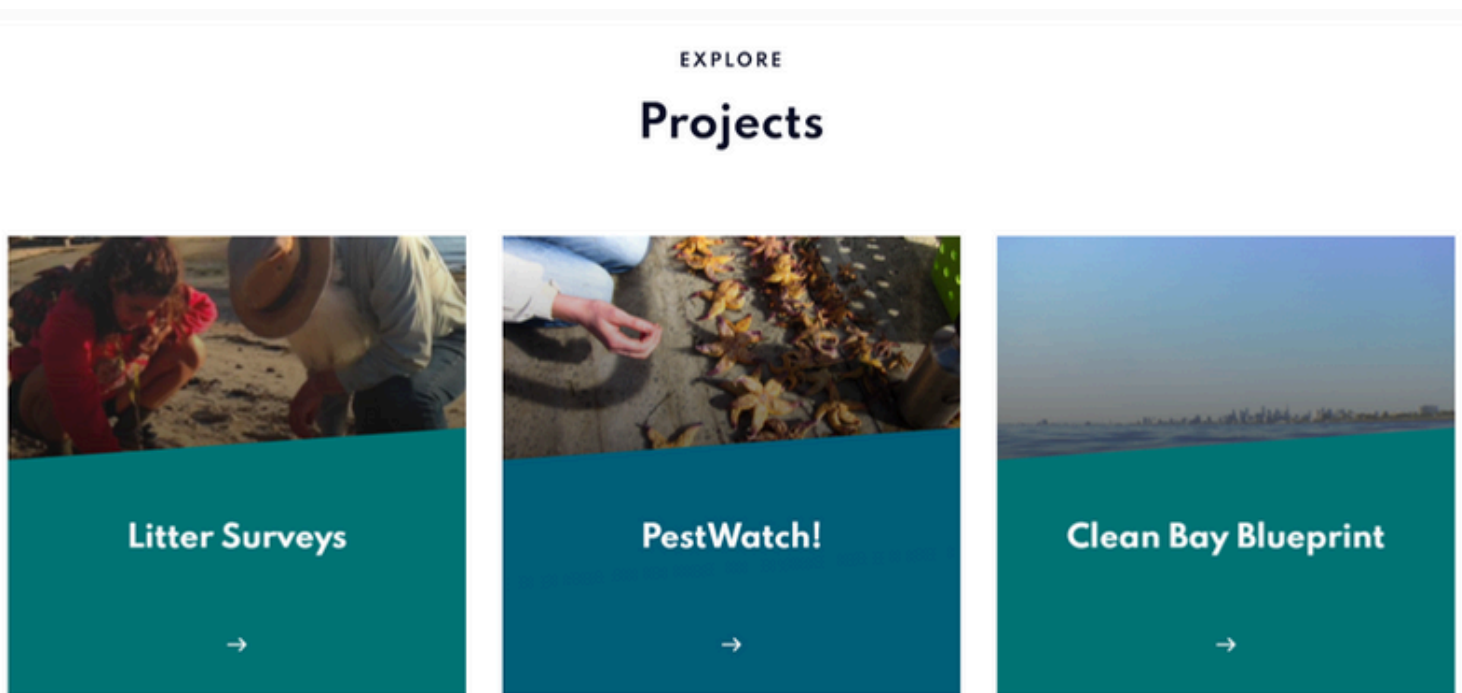 EXPLORE
Projects
Litter Surveys
PestWatch!
Clean Bay Blueprint
→
→
→